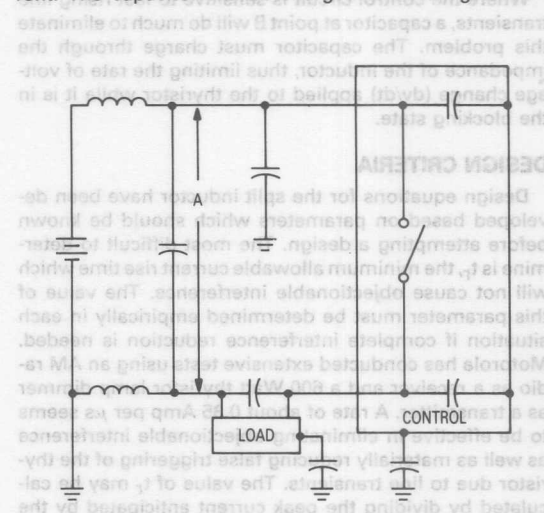 transients, a capacitor at point B will do much to eliminate
this problem. The capacitor must charge through the
impedance of the inductor, thus limiting the rate of volt-
age change (dv/dt) applied to the thyristor while it is in
the blocking state.
DESIGN CRITERIA
Design equations for the split inductor have been de-
veloped based on parameters which should be known
before attempting a design. The most difficult to deter-
mine is tr, the minimum allowable current rise time which
will not cause objectionable interference. The value of
this parameter must be determined empirically in each
situation if complete interference reduction is needed.
Motorola has conducted extensive tests using an AM ra-
dio as a receiver and a 600 Watt thyristor lamp dimmer
as a transmitter. A rate of about 0.35 Amp per μs seems
to be effective in eliminating objectionable interference
as well as materially reducing false triggering of the thy-
ristor due to line transients. The value of tr may be cal-
culated by dividing the peak current anticipated by the
A
LOAD
CONTROL